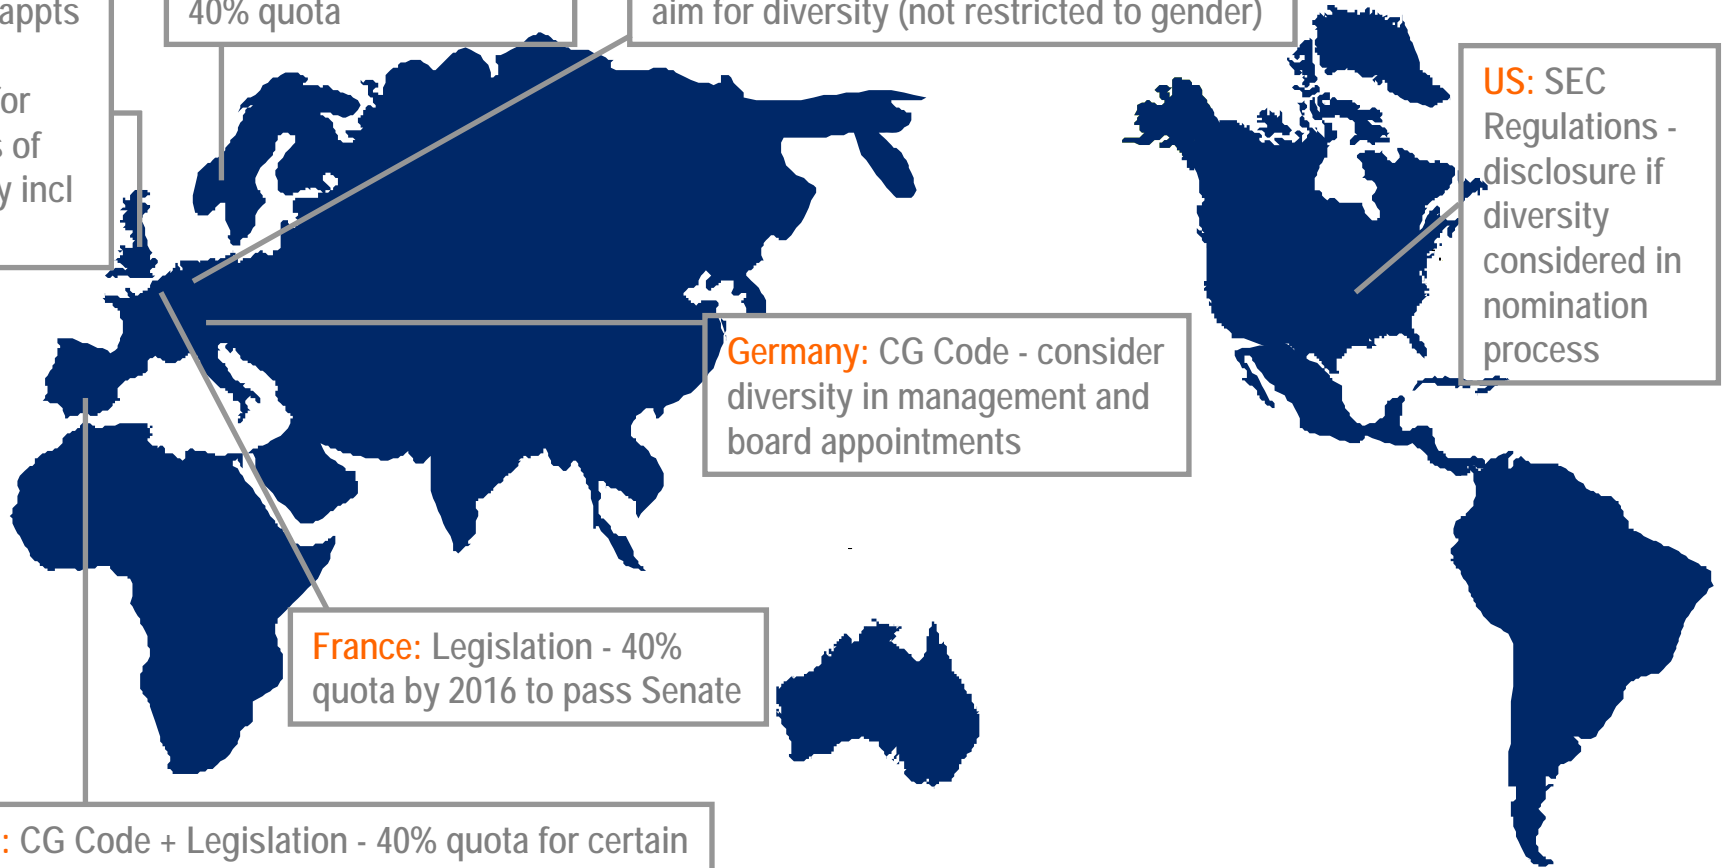 appts
or
s of
y incl
40% quota
aim for diversity (not restricted to gender)
US: SEC
Regulations -
disclosure if
diversity
considered in
nomination
process
Germany: CG Code - consider
diversity in management and
board appointments
France: Legislation - 40%
quota by 2016 to pass Senate
: CG Code + Legislation - 40% quota for certain